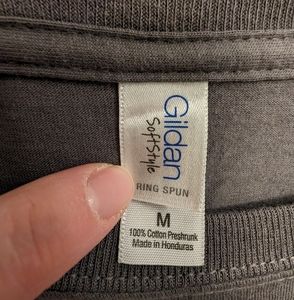 Gildan
Softstyle
RING SPUN
M
100% Cotton Preshrunk
Made in Honduras